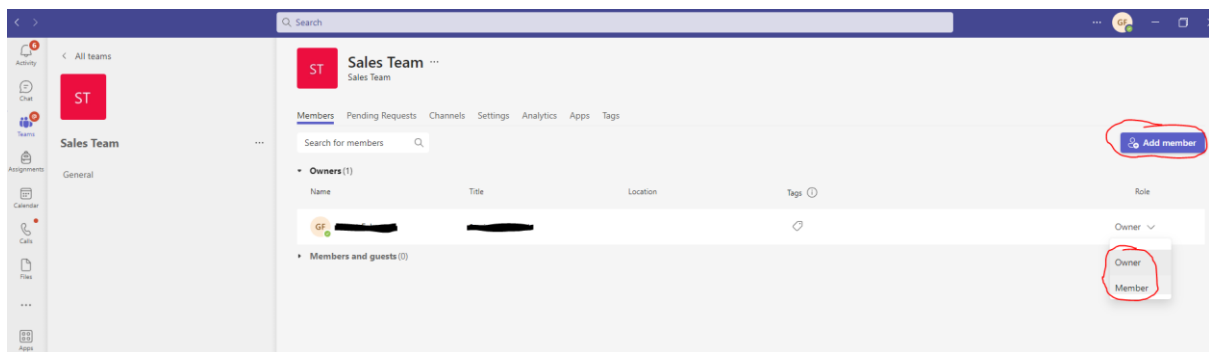 Search
GF
6
Activity
Chat
Teams
Assignments
Calendar
Calls
Files
Apps
All teams
ST
Sales Team
General
ST
Sales Team
Sales Team
Members Pending Requests Channels Settings Analytics Apps Tags
Search for members
Add member
Owners (1)
Name Title Location Tags Role
GF Owner
Owner
Member
Members and guests (0)